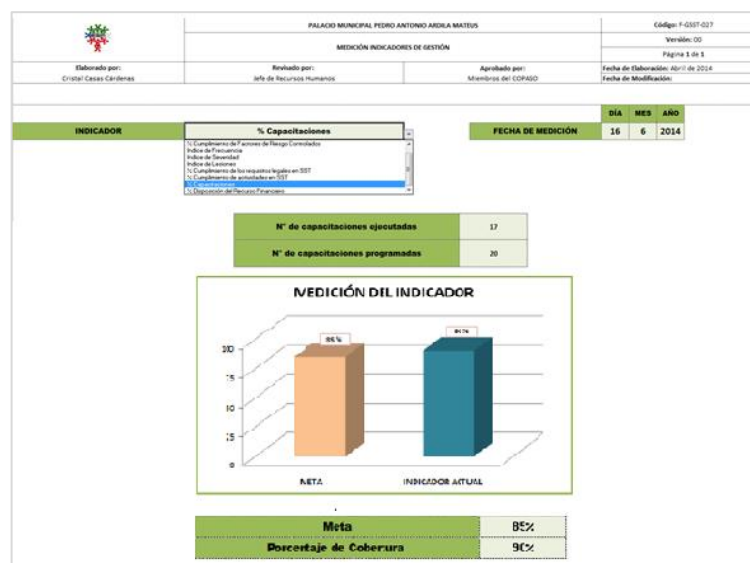 PALACIO MUNICIPAL PEDRO ANTONIO ARDILA MATEUS
Código: F-GSST-027
MEDICIÓN INDICADORES DE GESTIÓN
Versión: 00
Página 1 de 1
Elaborado por:
Cristal Casas Cárdenas
Revisado por:
Jefe de Recursos Humanos
Aprobado por:
Miembros del COPASO
Fecha de Elaboración: Abril de 2014
Fecha de Modificación:
DÍA MES AÑO
INDICADOR
% Capacitaciones
FECHA DE MEDICIÓN
16 6 2014
% Cumplimiento de Factores de Riesgo Controlados
Indice de Frecuencia
Indice de Severidad
Indice de Lesiones
% Cumplimiento de los requisitos legales en SST
% Cumplimiento de actividades en SST
% Capacitaciones
% Disposición del Recurso Financiero
N° de capacitaciones ejecutadas 17
N° de capacitaciones programadas 20
MEDICIÓN DEL INDICADOR
100
0
META
INDICADOR ACTUAL
Meta 85%
Porcentaje de Cobertura 90%